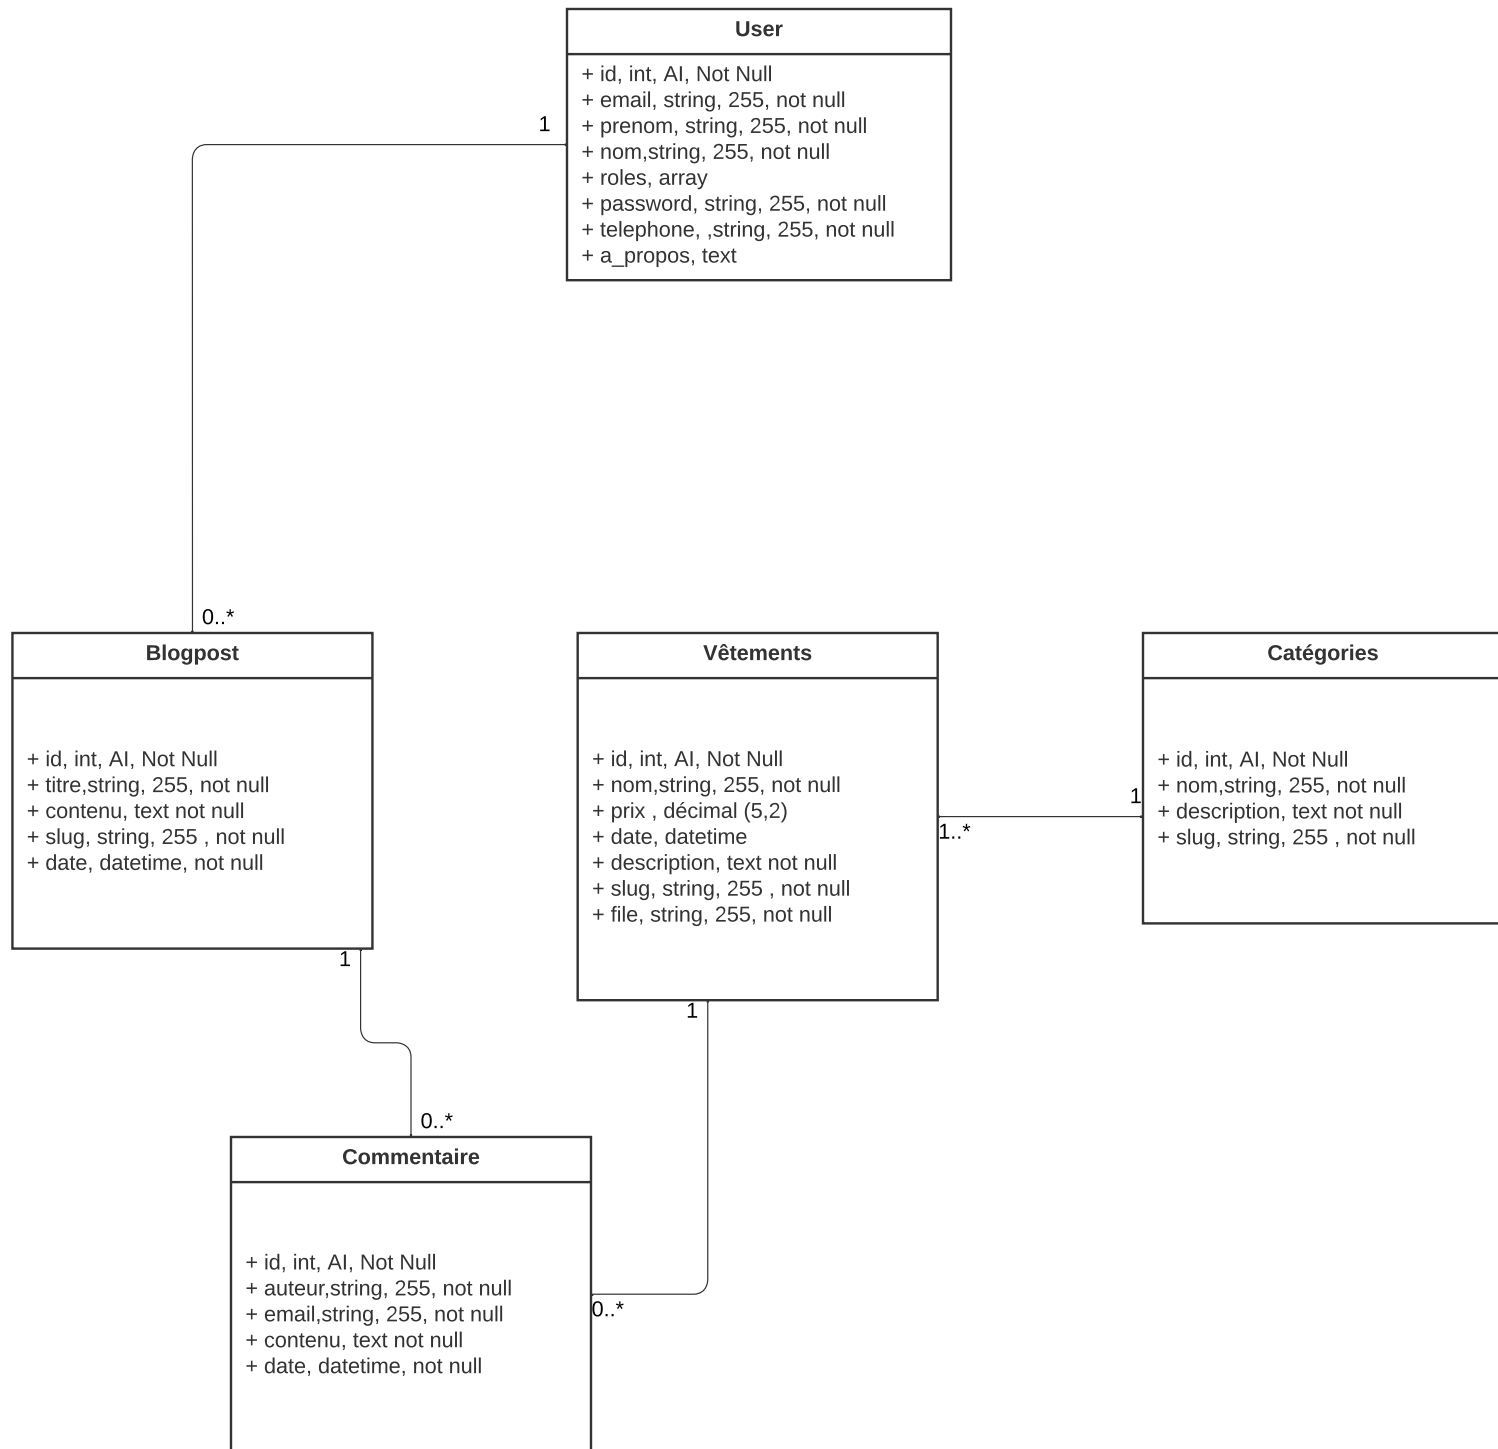 User
+ id, int, AI, Not Null
+ email, string, 255, not null
+ prenom, string, 255, not null
+ nom,string, 255, not null
+ roles, array
+ password, string, 255, not null
+ telephone, ,string, 255, not null
+ a_propos, text
1
0..*
Blogpost
+ id, int, AI, Not Null
+ titre,string, 255, not null
+ contenu, text not null
+ slug, string, 255 , not null
+ date, datetime, not null
Vêtements
+ id, int, AI, Not Null
+ nom,string, 255, not null
+ prix , décimal (5,2)
+ date, datetime
+ description, text not null
+ slug, string, 255 , not null
+ file, string, 255, not null
1..*
1
Catégories
+ id, int, AI, Not Null
+ nom,string, 255, not null
+ description, text not null
+ slug, string, 255 , not null
1
0..*
1
0..*
Commentaire
+ id, int, AI, Not Null
+ auteur,string, 255, not null
+ email,string, 255, not null
+ contenu, text not null
+ date, datetime, not null